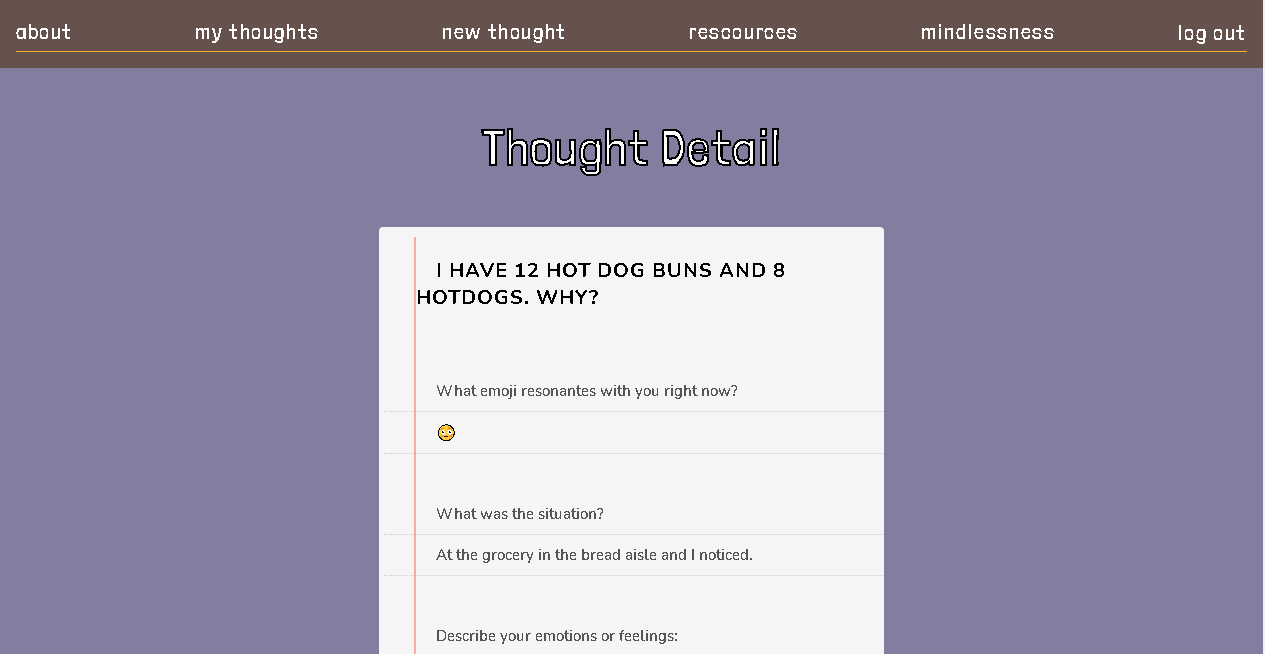 about my thoughts new thought rescources mindlessness log out
Thought Detail
I HAVE 12 HOT DOG BUNS AND 8
HOTDOGS. WHY?
What emoji resonantes with you right now?
😳
What was the situation?
At the grocery in the bread aisle and I noticed.
Describe your emotions or feelings: